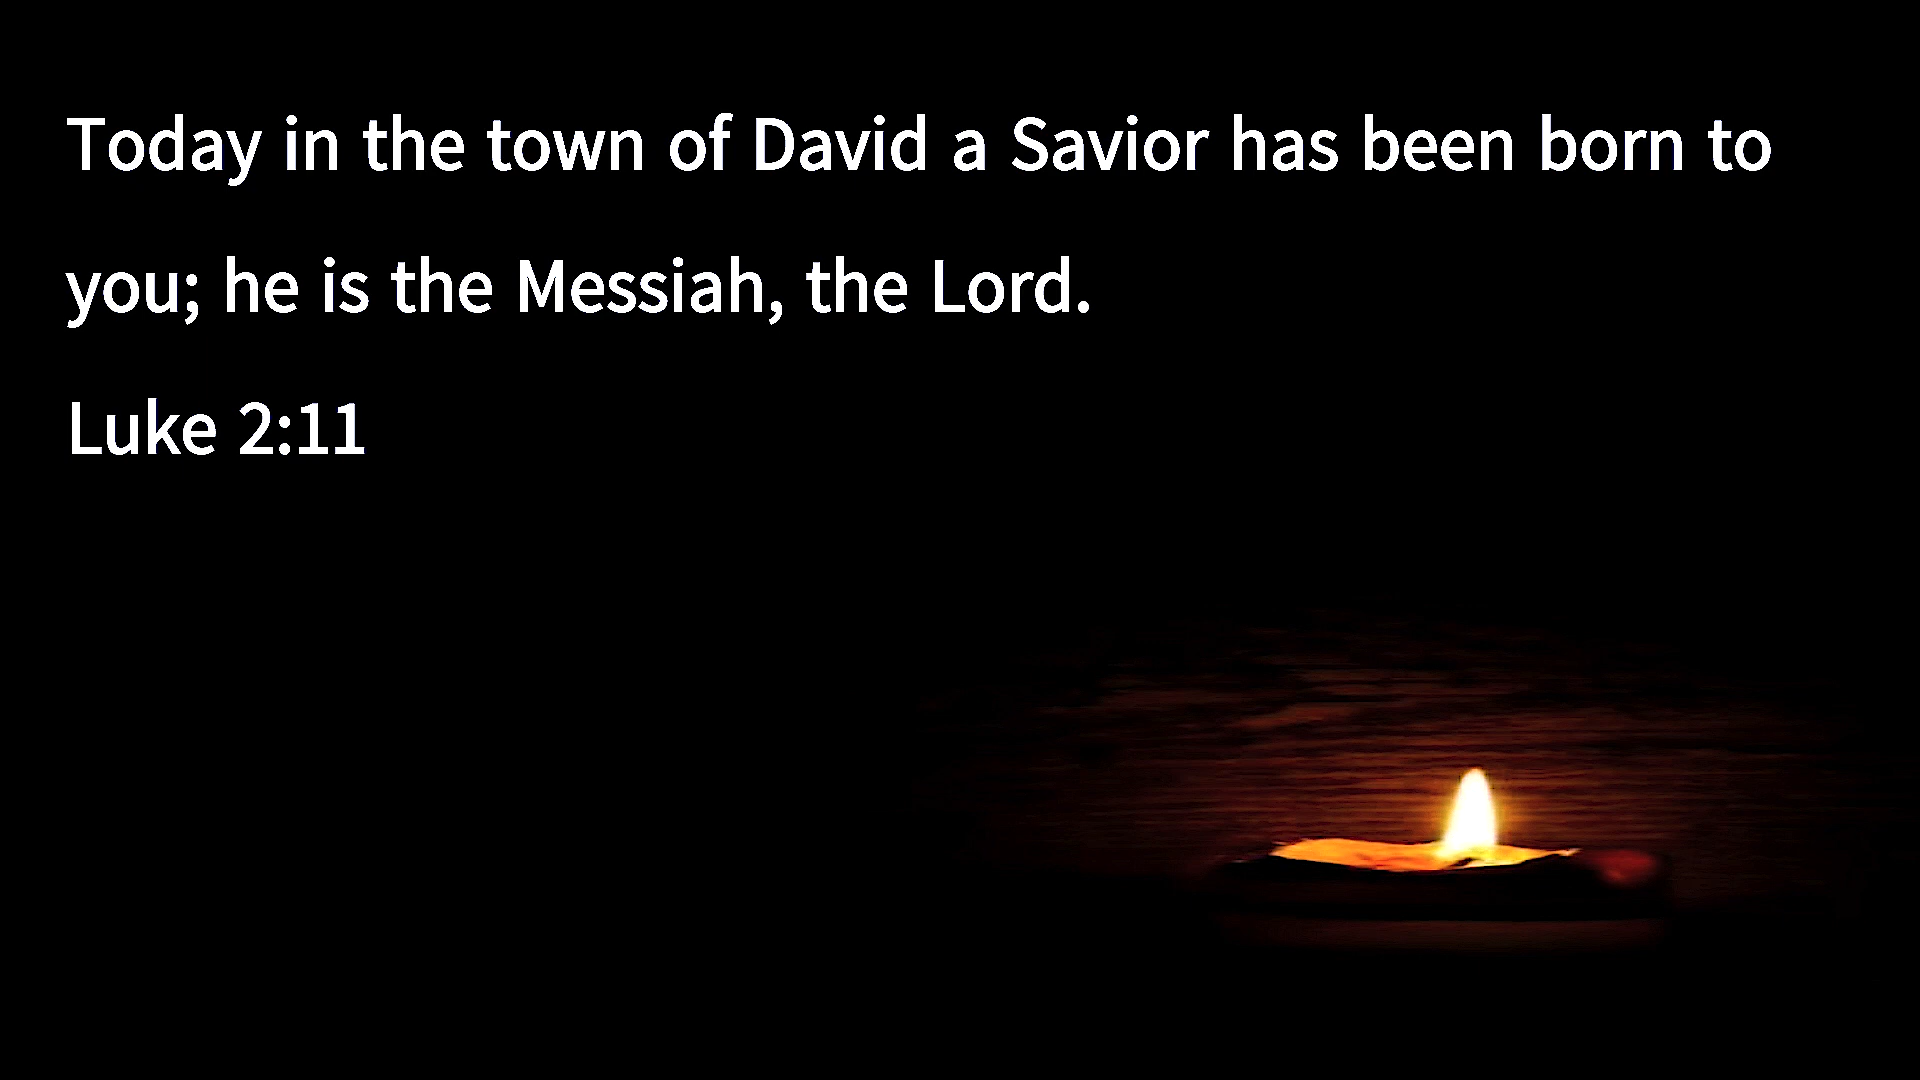 Today in the town of David a Savior has been born to
you; he is the Messiah, the Lord.
Luke 2:11